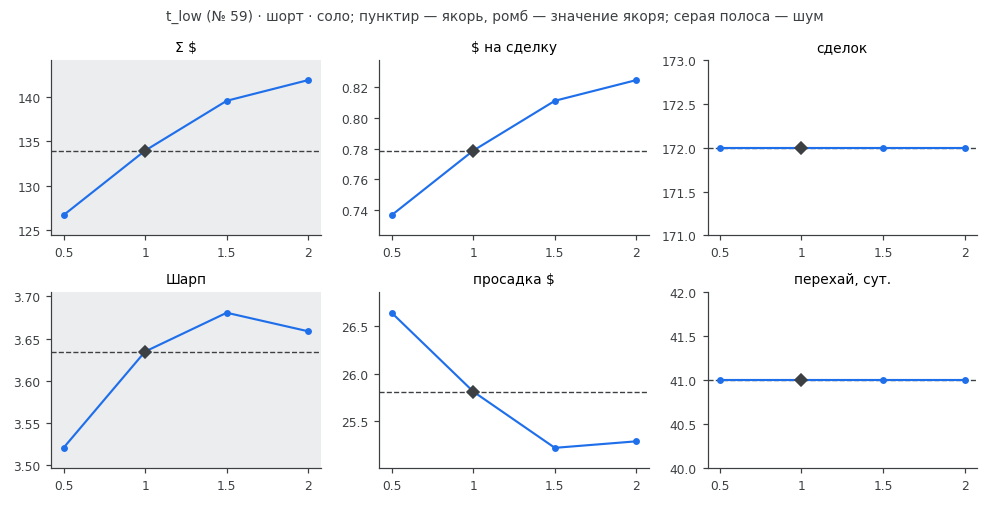 t_low (№ 59) · шорт · соло; пунктир — якорь, ромб — значение якоря; серая полоса — шум
Σ $
140
135
130
125
0.5 1 1.5 2
$ на сделку
0.82
0.80
0.78
0.76
0.74
0.5 1 1.5 2
сделок
173.0
172.5
172.0
171.5
171.0
0.5 1 1.5 2
Шарп
3.70
3.65
3.60
3.55
3.50
0.5 1 1.5 2
просадка $
26.5
26.0
25.5
0.5 1 1.5 2
перехай, сут.
42.0
41.5
41.0
40.5
40.0
0.5 1 1.5 2